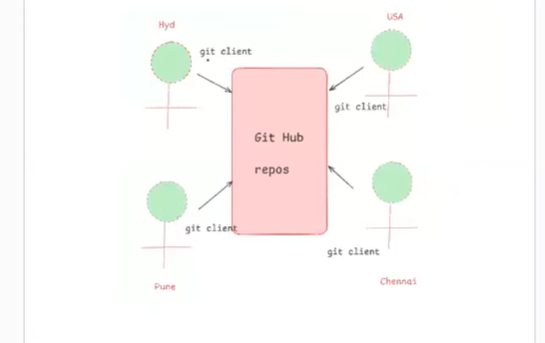 Hyd
USA
git client
git client
Git Hub
repos
git client
git client
Pune
Chennai